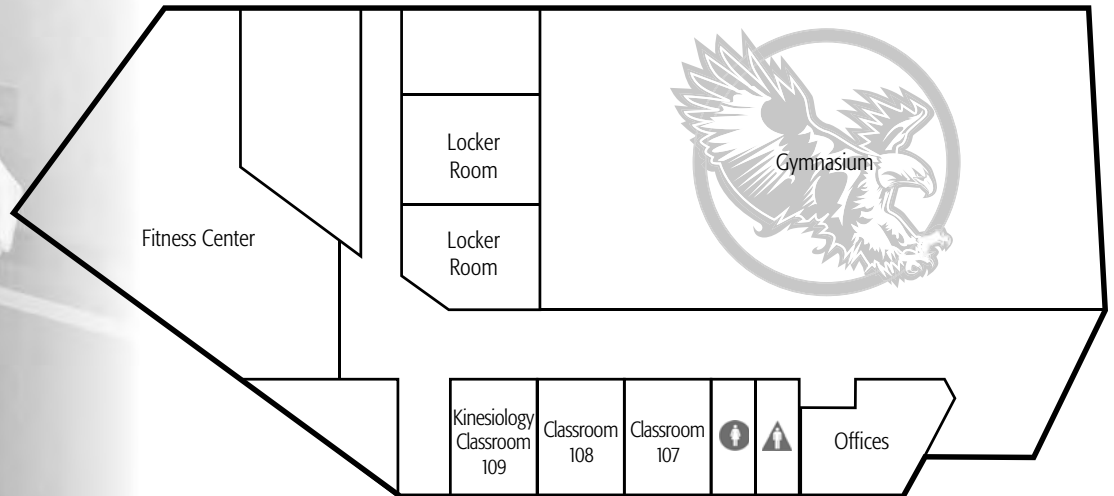 Locker
Room
Gymnasium
Fitness Center
Locker
Room
Kinesiology
Classroom
109
Classroom
108
Classroom
107
Offices